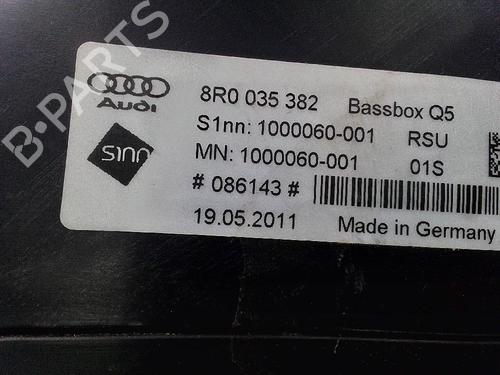 B-PARTS
Audi
8R0 035 382 Bassbox Q5
S1nn
S1nn: 1000060-001 RSU
MN: 1000060-001 01S
# 086143 #
19.05.2011 Made in Germany